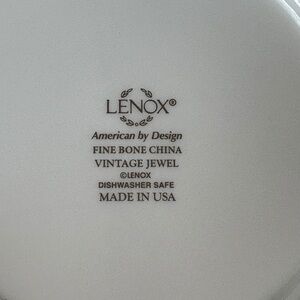 LENOX®
American by Design
FINE BONE CHINA
VINTAGE JEWEL
©LENOX
DISHWASHER SAFE
MADE IN USA